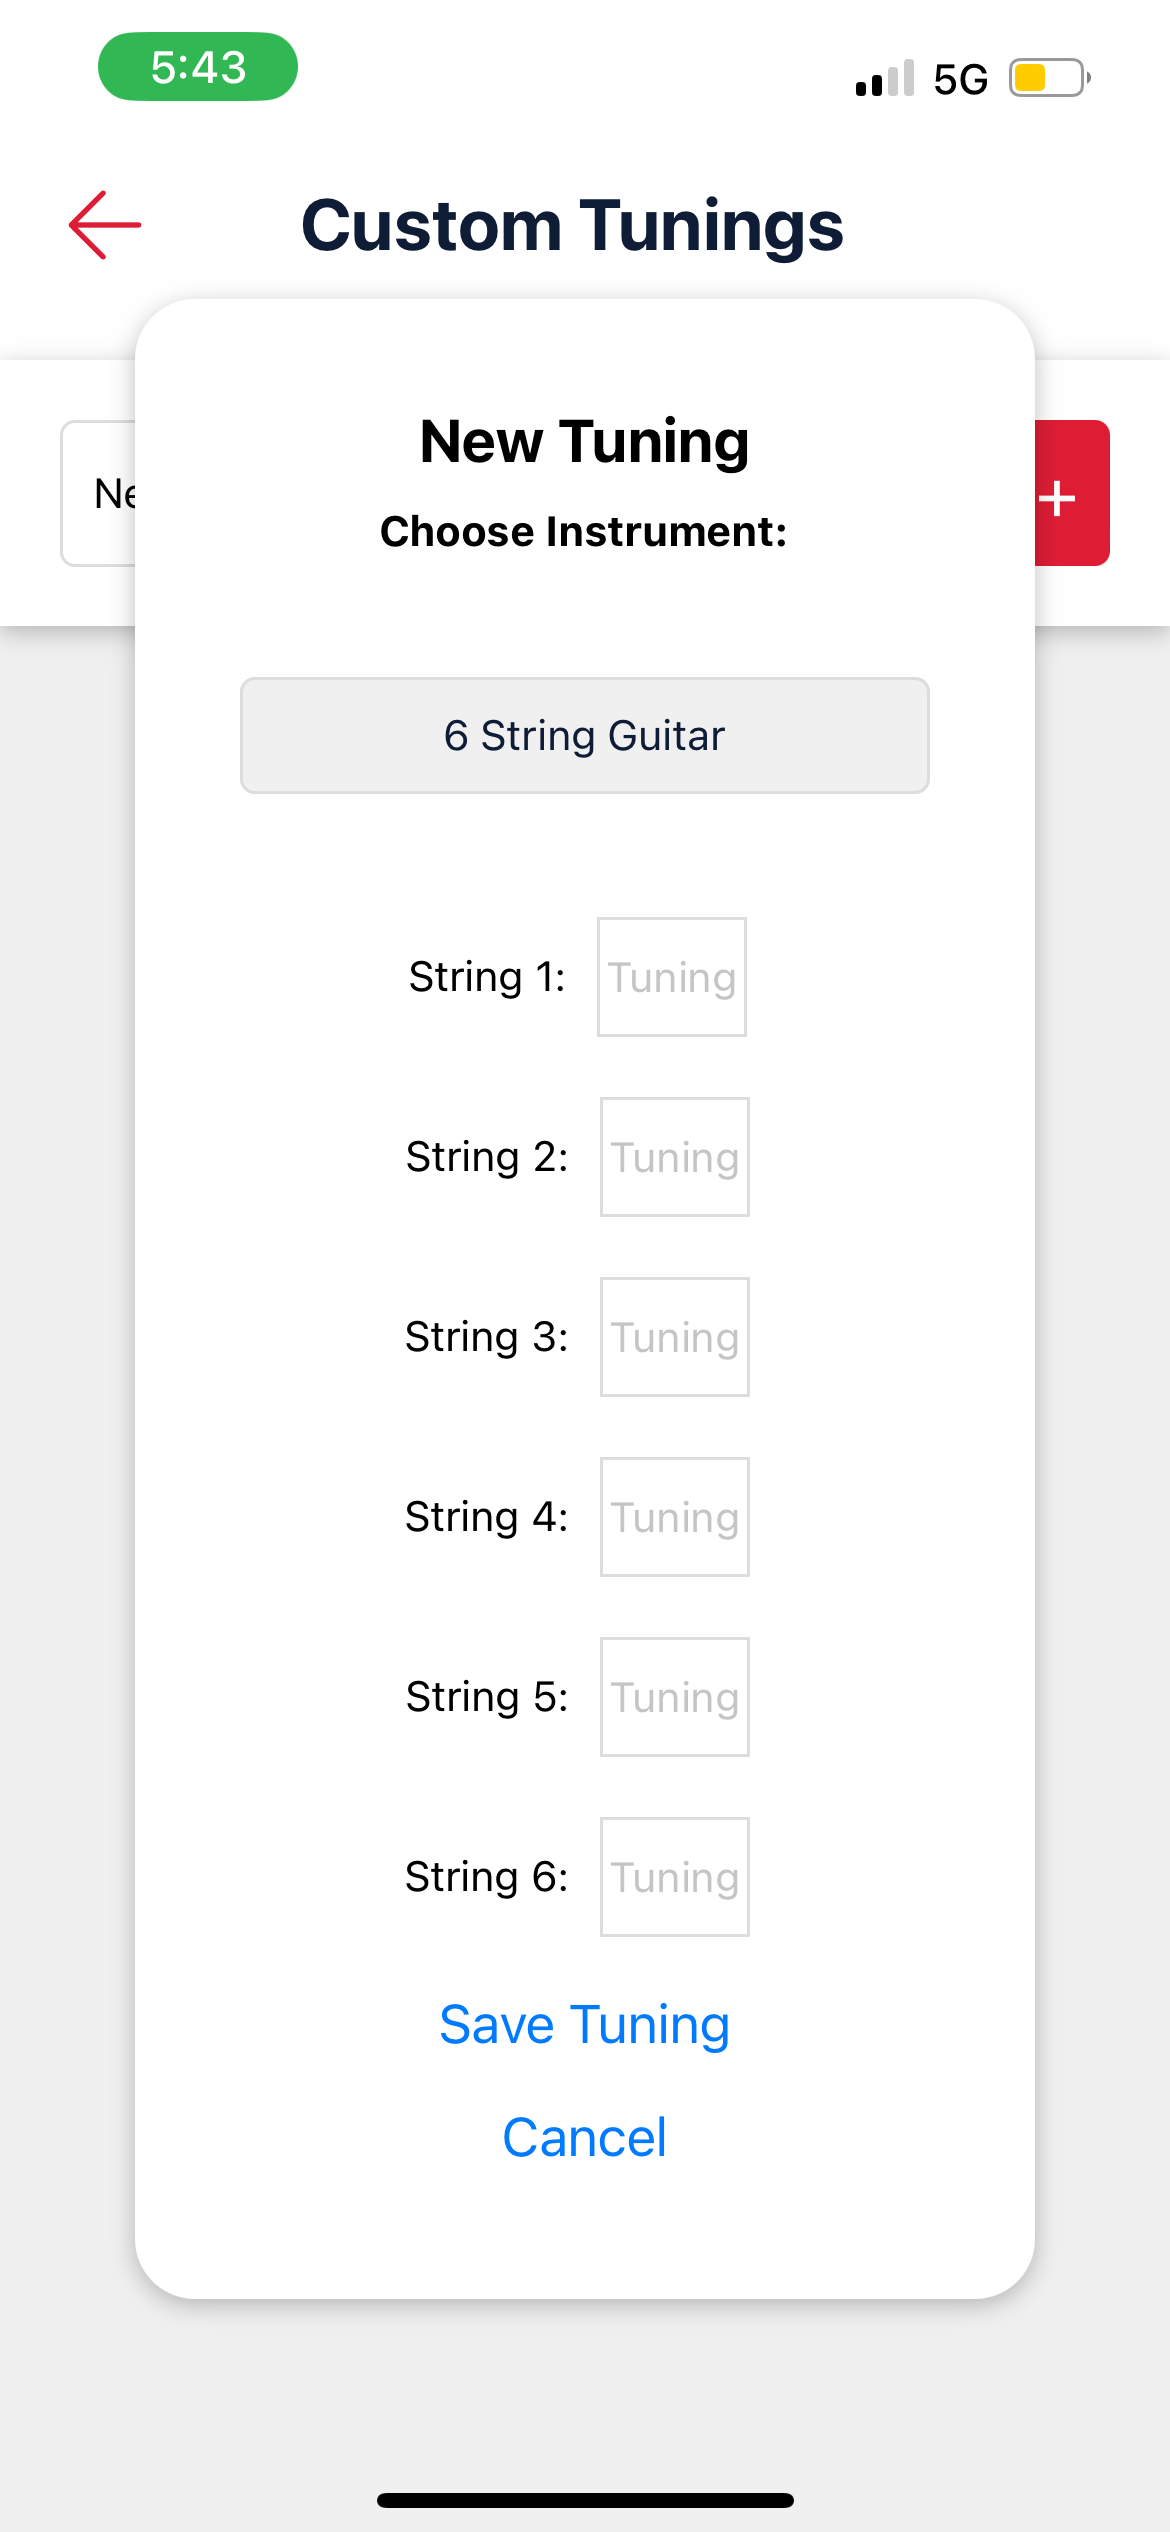 5:43
5G
Custom Tunings
New Tuning
Choose Instrument:
Ne
+
6 String Guitar
String 1: Tuning
String 2: Tuning
String 3: Tuning
String 4: Tuning
String 5: Tuning
String 6: Tuning
Save Tuning
Cancel